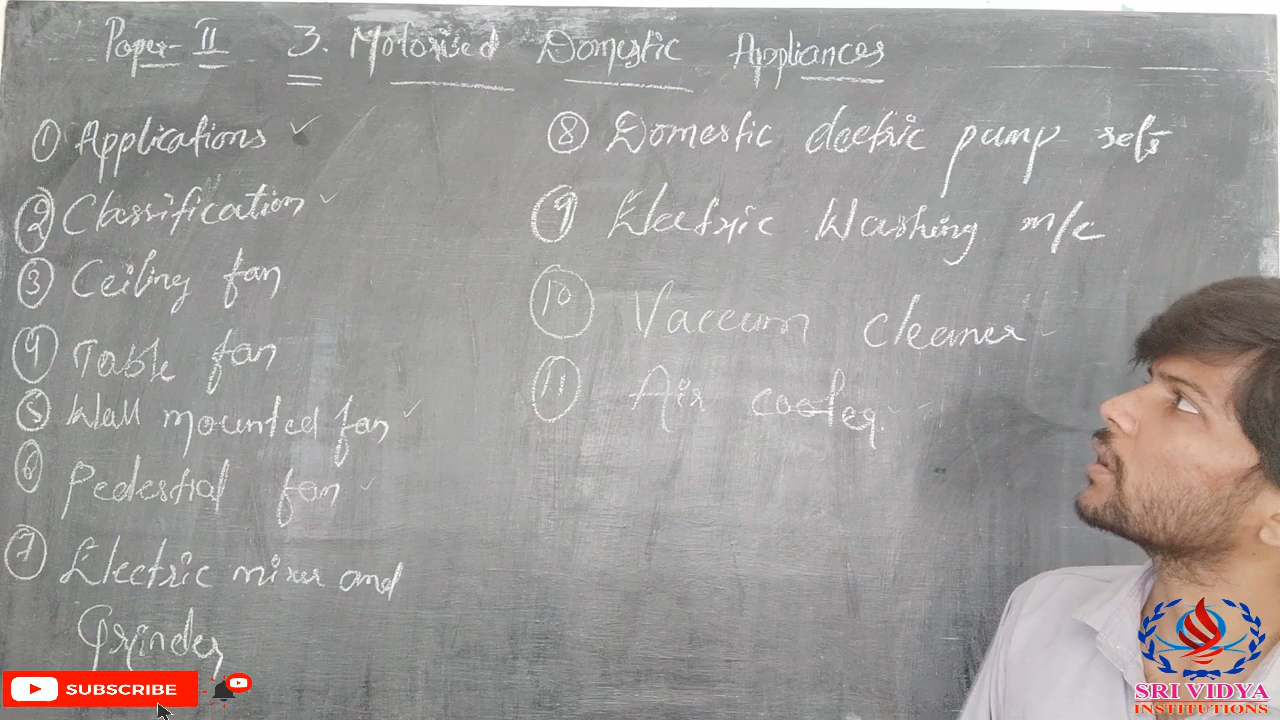 Paper-II 3. Motorised Domestic Appliances
① Applications ✓
② Classification ✓
③ Ceiling fan
④ Table fan
⑤ Wall mounted fan ✓
⑥ Pedestial fan ✓
⑦ Electric mixer and
Grinder
⑧ Domestic electric pump sets
⑨ Electric Washing m/c
⑩ Vaccum cleaner
⑪ Air cooler
SUBSCRIBE
SRI VIDYA
INSTITUTIONS